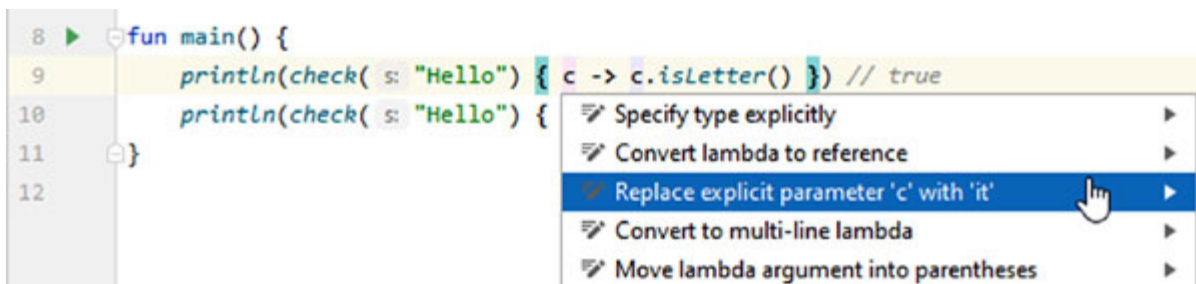 8 fun main() {
9 println(check( s: "Hello") { c -> c.isLetter() }) // true
10 println(check( s: "Hello") {
11 }
12
Specify type explicitly
Convert lambda to reference
Replace explicit parameter 'c' with 'it'
Convert to multi-line lambda
Move lambda argument into parentheses